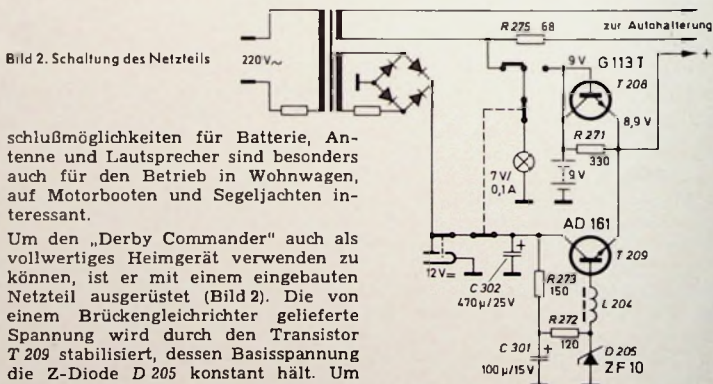 Bild 2. Schaltung des Netzteils
220V~
R275 68
zur Autohalterung
+
9V
G 113 T
T 208
8,9 V
R 271
330
7V/
0,1A
9V
AD 161
T 209
12V=
C 302
470µ/25V
+
R273
150
L 204
R272
120
C 301
100µ/15V
+
D 205
ZF 10
schlußmöglichkeiten für Batterie, An-
tenne und Lautsprecher sind besonders
auch für den Betrieb in Wohnwagen,
auf Motorbooten und Segeljachten in-
teressant.
Um den „Derby Commander“ auch als
vollwertiges Heimgerät verwenden zu
können, ist er mit einem eingebauten
Netzteil ausgerüstet (Bild 2). Die von
einem Brückengleichrichter gelieferte
Spannung wird durch den Transistor
T 209 stabilisiert, dessen Basisspannung
die Z-Diode D 205 konstant hält. Um